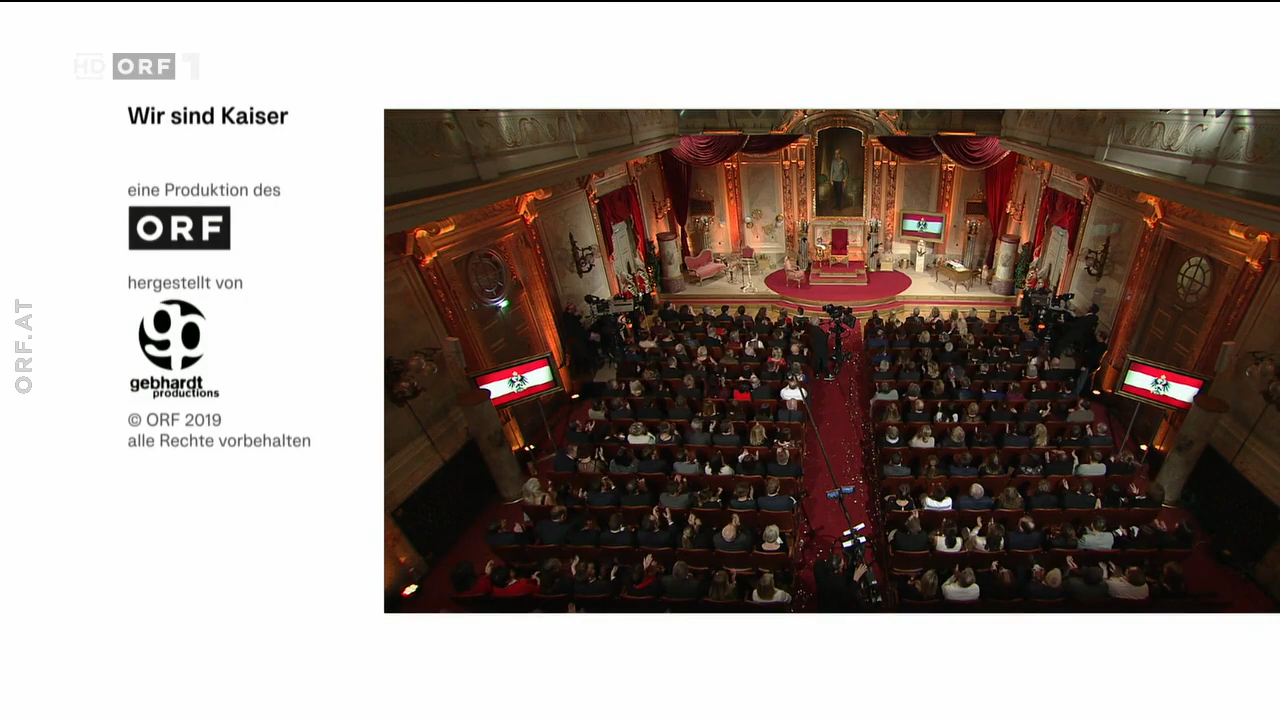 HD ORF 1
Wir sind Kaiser
eine Produktion des
ORF
hergestellt von
gp
gebhardt
productions
© ORF 2019
alle Rechte vorbehalten
ORF.AT